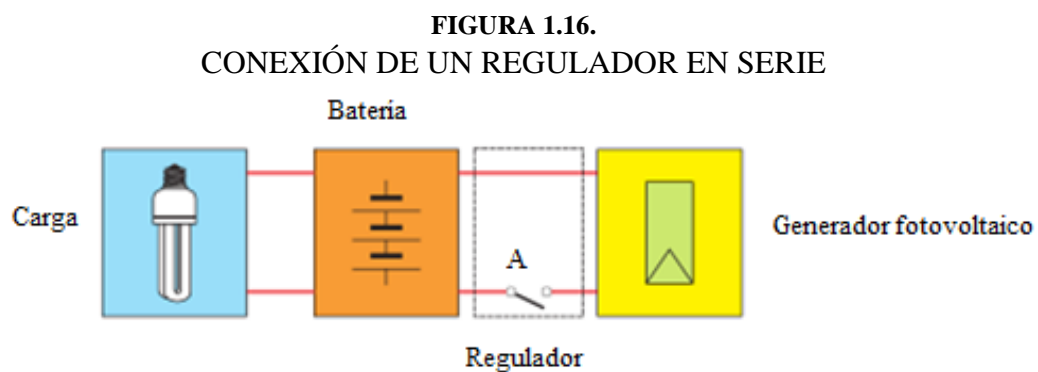 FIGURA 1.16.
CONEXIÓN DE UN REGULADOR EN SERIE
Bateria
Carga
A
Generador fotovoltaico
Regulador